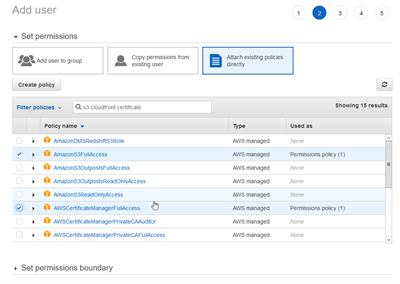 Add user
1 2 3 4 5
Set permissions
Add user to group
Copy permissions from existing user
Attach existing policies directly
Create policy
Filter policies
s3 cloudfront certificate
Showing 15 results
Policy name Type Used as
AmazonDMSRedshiftS3Role AWS managed None
AmazonS3FullAccess AWS managed Permissions policy (1)
AmazonS3OutpostsFullAccess AWS managed None
AmazonS3OutpostsReadOnlyAccess AWS managed None
AmazonS3ReadOnlyAccess AWS managed None
AWSCertificateManagerFullAccess AWS managed Permissions policy (1)
AWSCertificateManagerPrivateCAAuditor AWS managed None
AWSCertificateManagerPrivateCAFullAccess AWS managed None
Set permissions boundary